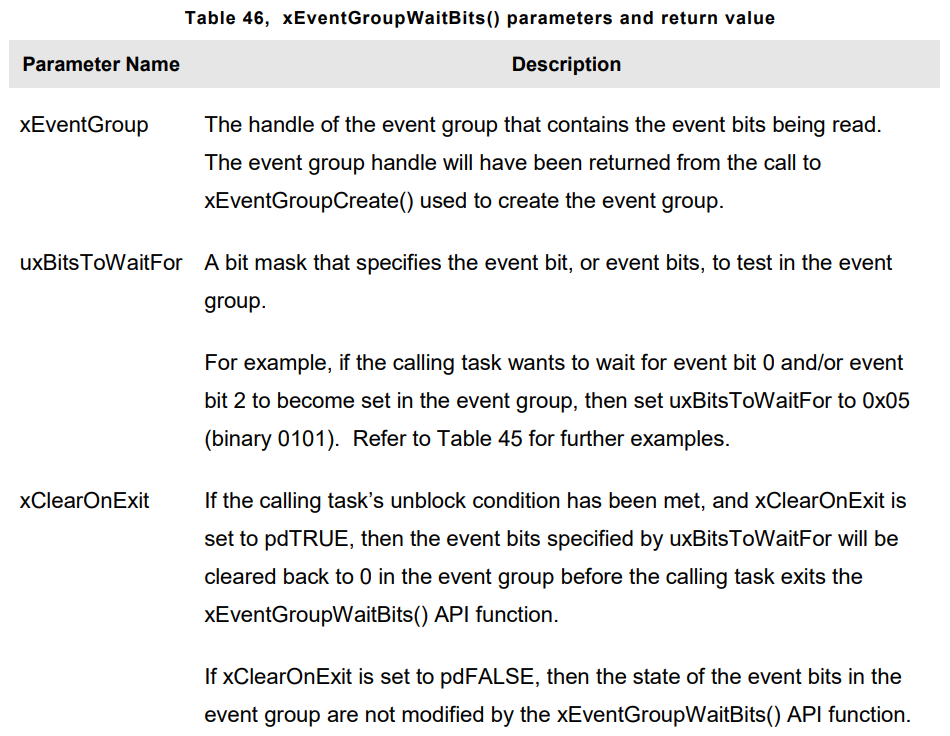 Table 46, xEventGroupWaitBits() parameters and return value
Parameter Name Description
xEventGroup The handle of the event group that contains the event bits being read.
The event group handle will have been returned from the call to
xEventGroupCreate() used to create the event group.
uxBitsToWaitFor A bit mask that specifies the event bit, or event bits, to test in the event
group.
For example, if the calling task wants to wait for event bit 0 and/or event
bit 2 to become set in the event group, then set uxBitsToWaitFor to 0x05
(binary 0101). Refer to Table 45 for further examples.
xClearOnExit If the calling task’s unblock condition has been met, and xClearOnExit is
set to pdTRUE, then the event bits specified by uxBitsToWaitFor will be
cleared back to 0 in the event group before the calling task exits the
xEventGroupWaitBits() API function.
If xClearOnExit is set to pdFALSE, then the state of the event bits in the
event group are not modified by the xEventGroupWaitBits() API function.